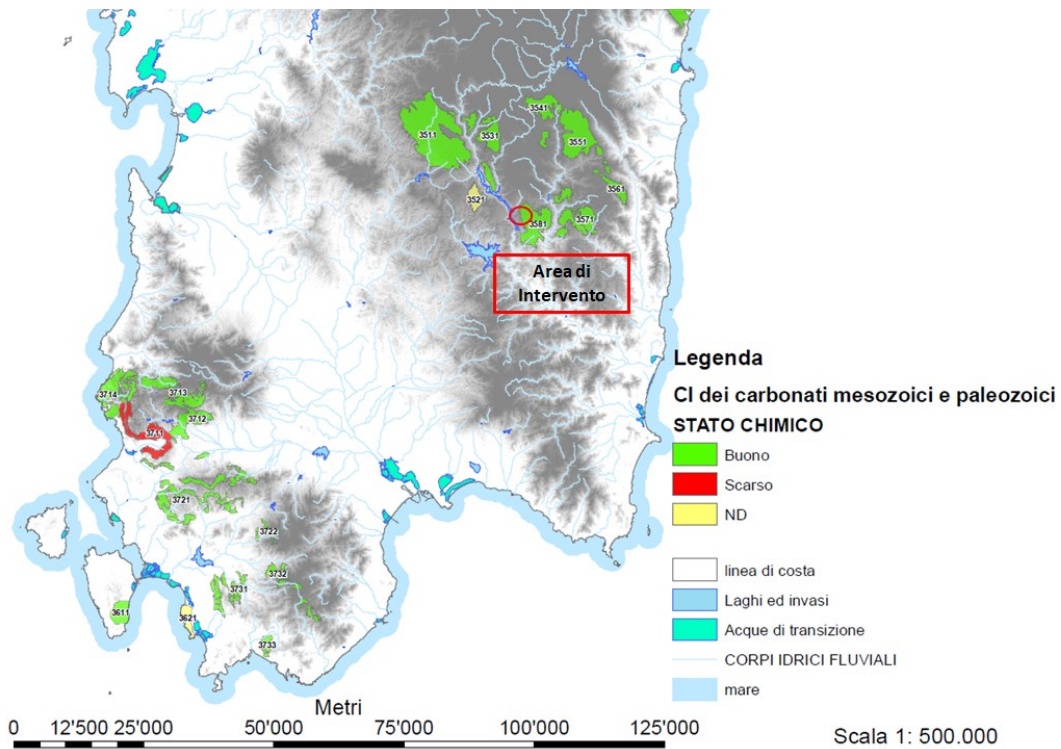 3541
3511
3531
3551
3561
3521
3581
3571
Area di
Intervento
3714
3713
3712
3711
3721
3722
3732
3731
3611
3621
3733
Legenda
CI dei carbonati mesozoici e paleozoici
STATO CHIMICO
Buono
Scarso
ND
linea di costa
Laghi ed invasi
Acque di transizione
CORPI IDRICI FLUVIALI
mare
Metri
0 12'500 25'000 50'000 75'000 100'000 125'000
Scala 1: 500.000